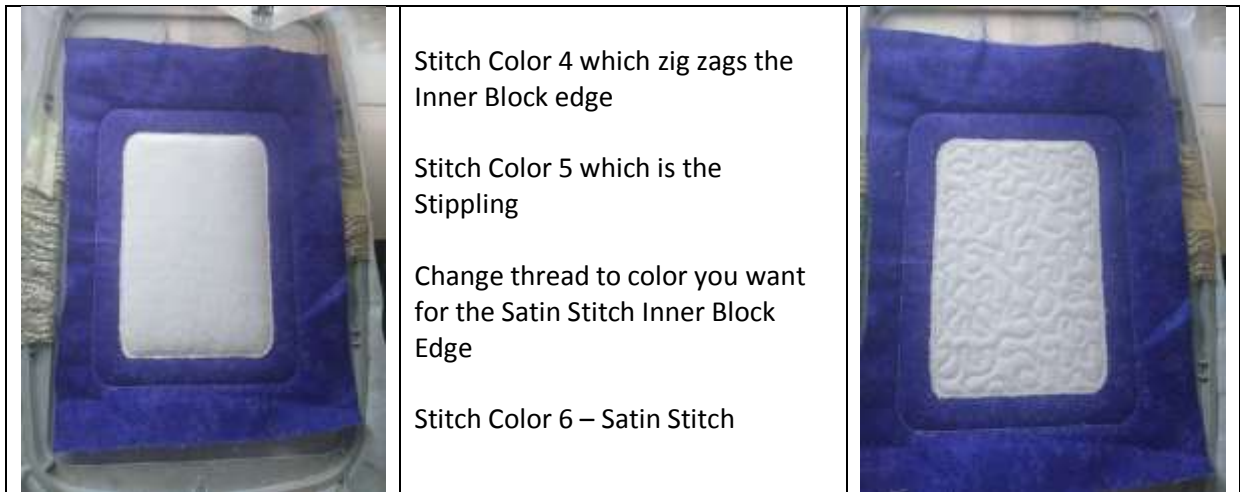 Stitch Color 4 which zig zags the
Inner Block edge
Stitch Color 5 which is the
Stippling
Change thread to color you want
for the Satin Stitch Inner Block
Edge
Stitch Color 6 – Satin Stitch